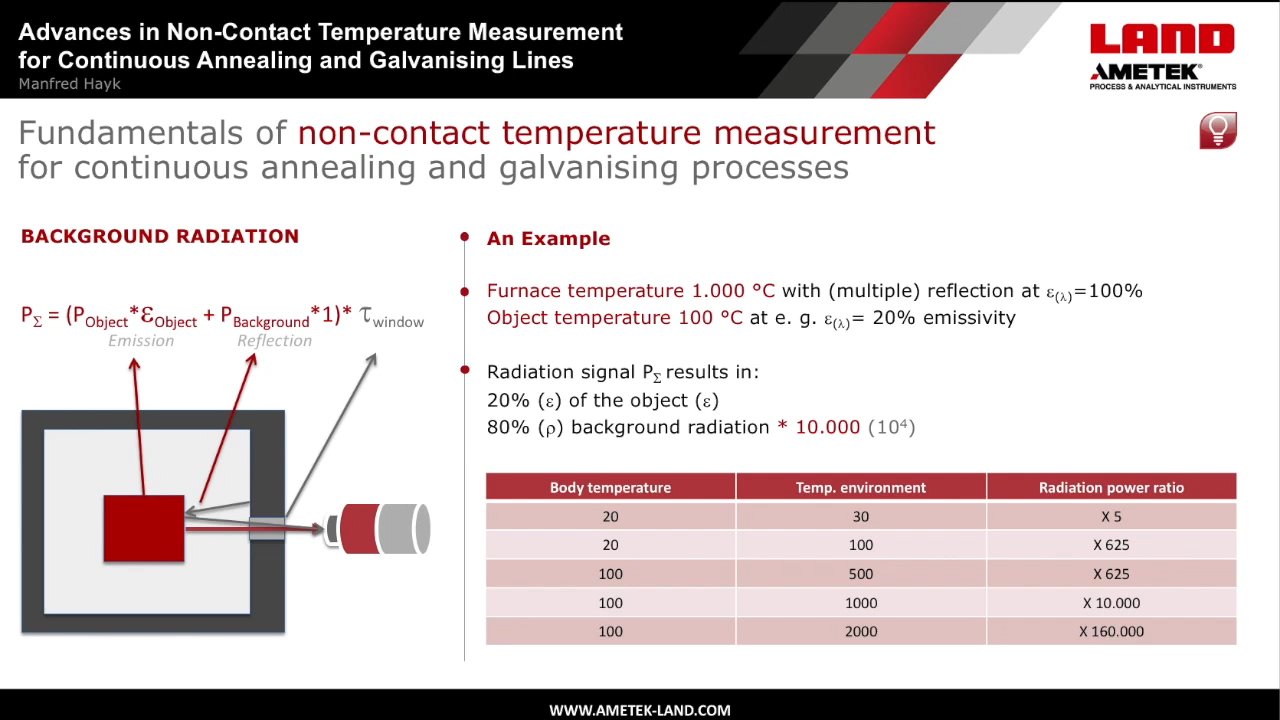 Advances in Non-Contact Temperature Measurement
for Continuous Annealing and Galvanising Lines
Manfred Hayk
LAND
AMETEK®
PROCESS & ANALYTICAL INSTRUMENTS
Fundamentals of non-contact temperature measurement
for continuous annealing and galvanising processes
BACKGROUND RADIATION
PΣ = (PObject*εObject + PBackground*1)* τwindow
Emission Reflection
An Example
Furnace temperature 1.000 °C with (multiple) reflection at ε(λ)=100%
Object temperature 100 °C at e. g. ε(λ)= 20% emissivity
Radiation signal PΣ results in:
20% (ε) of the object (ε)
80% (ρ) background radiation * 10.000 (10⁴)
Body temperature Temp. environment Radiation power ratio
20 30 X 5
20 100 X 625
100 500 X 625
100 1000 X 10.000
100 2000 X 160.000
WWW.AMETEK-LAND.COM